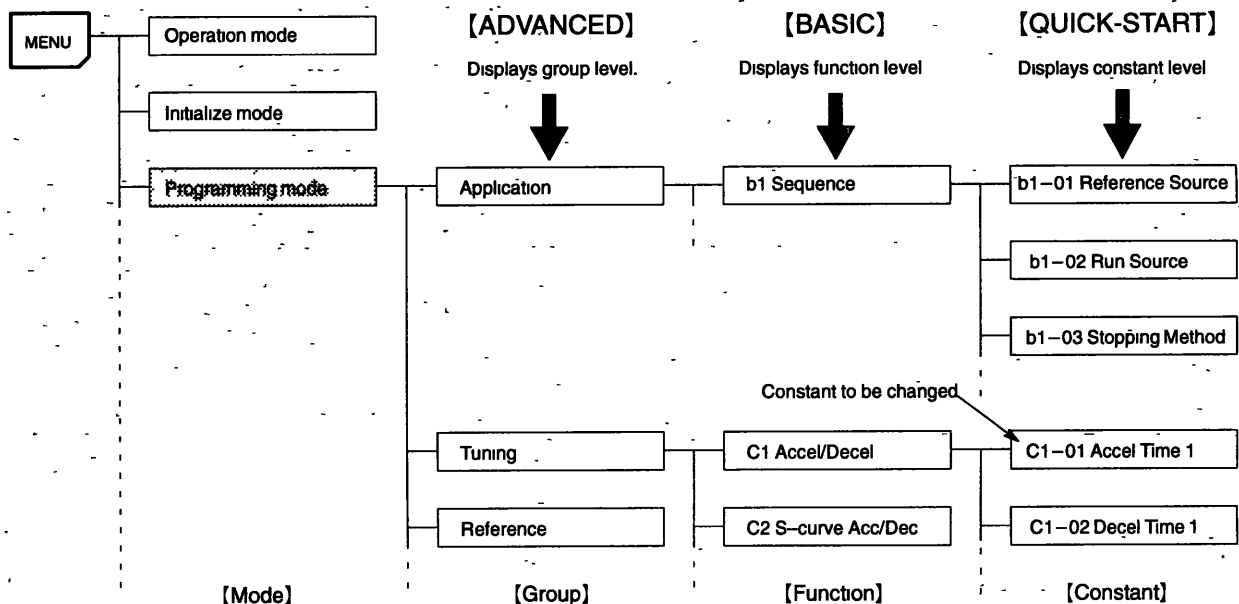 MENU
Operation mode
Initialize mode
Programming mode
【ADVANCED】
Displays group level.
【BASIC】
Displays function level
【QUICK-START】
Displays constant level
Application
b1 Sequence
b1-01 Reference Source
b1-02 Run Source
b1-03 Stopping Method
Constant to be changed
Tuning
C1 Accel/Decel
C1-01 Accel Time 1
Reference
C2 S-curve Acc/Dec
C1-02 Decel Time 1
【Mode】
【Group】
【Function】
【Constant】